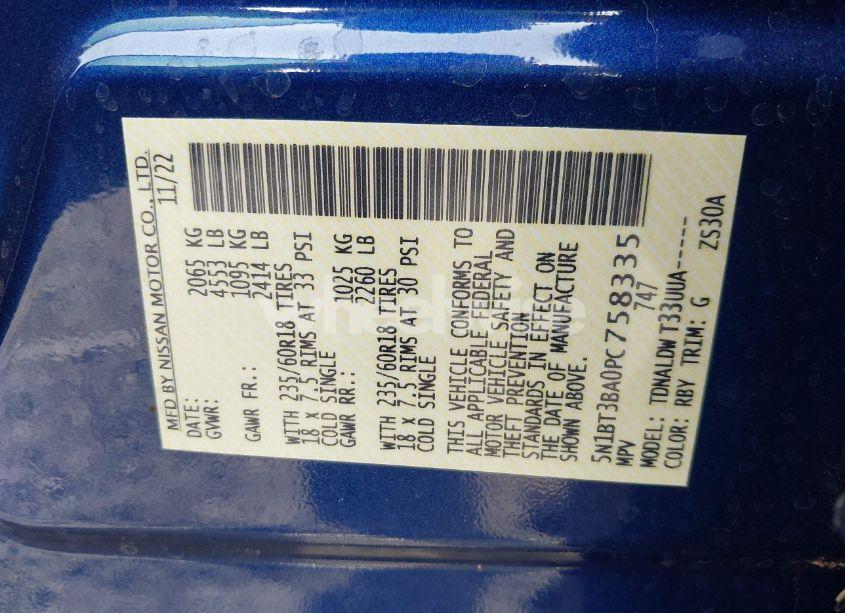 MFD BY NISSAN MOTOR CO., LTD.
DATE: 11/22
GVWR: 2065 KG
4553 LB
GAWR FR.: 1095 KG
2414 LB
WITH 235/60R18 TIRES
18 X 7.5 RIMS AT 33 PSI
COLD SINGLE
GAWR RR.: 1025 KG
2260 LB
WITH 235/60R18 TIRES
18 X 7.5 RIMS AT 30 PSI
COLD SINGLE
THIS VEHICLE CONFORMS TO
ALL APPLICABLE FEDERAL
MOTOR VEHICLE SAFETY AND
THEFT PREVENTION
STANDARDS IN EFFECT ON
THE DATE OF MANUFACTURE
SHOWN ABOVE.
5N1BT3BA0PC758335
MPV 747
MODEL: TDNALDW T33UUA-----
COLOR: RBY TRIM: G ZS30A